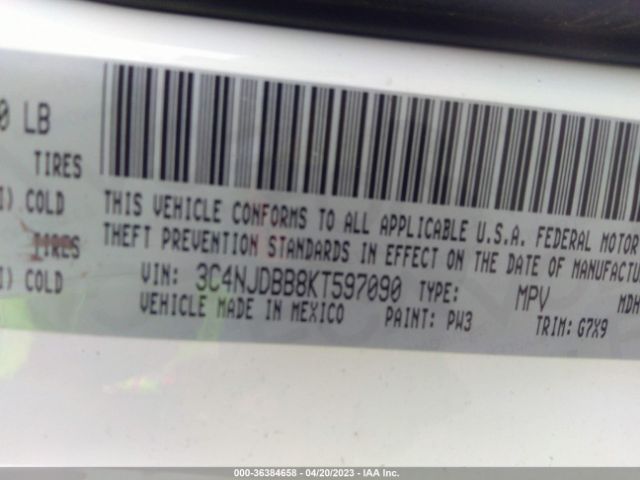 0 LB
TIRES
I) COLD
TIRES
I) COLD
THIS VEHICLE CONFORMS TO ALL APPLICABLE U.S.A. FEDERAL MOTOR
THEFT PREVENTION STANDARDS IN EFFECT ON THE DATE OF MANUFACTU
VIN: 3C4NJDBB8KT597090 TYPE: MPV MDH
VEHICLE MADE IN MEXICO PAINT: PW3 TRIM: G7X9
000-36384658 - 04/20/2023 - IAA Inc.